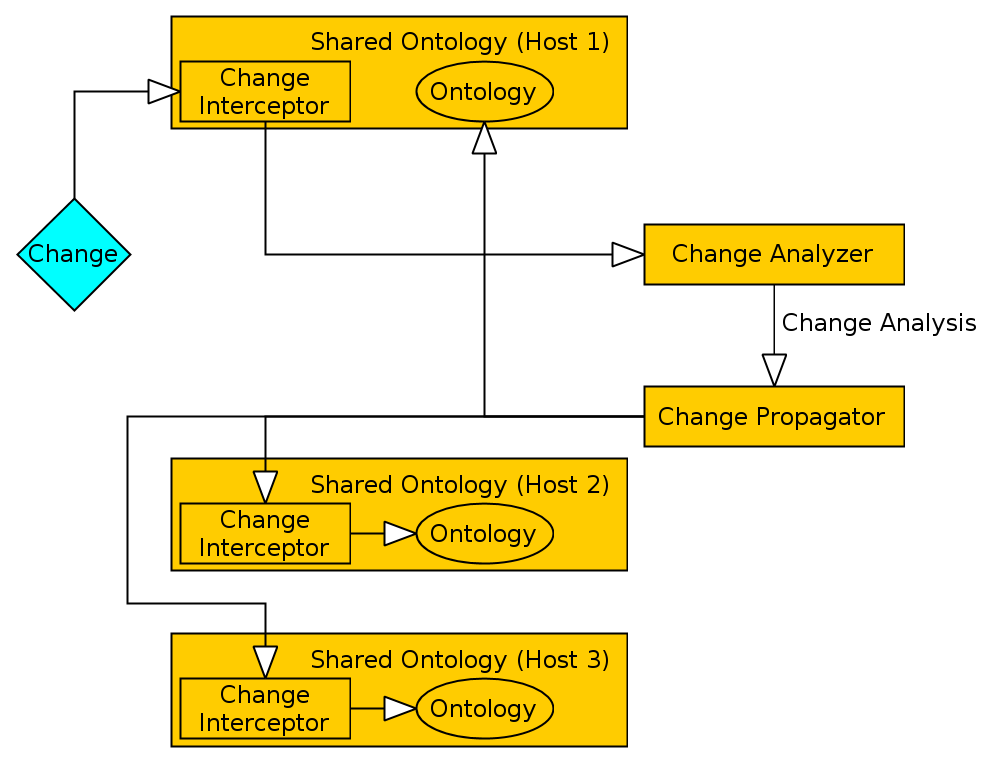 Shared Ontology (Host 1)
Change
Interceptor
Ontology
Change
Change Analyzer
Change Analysis
Change Propagator
Shared Ontology (Host 2)
Change
Interceptor
Ontology
Shared Ontology (Host 3)
Change
Interceptor
Ontology